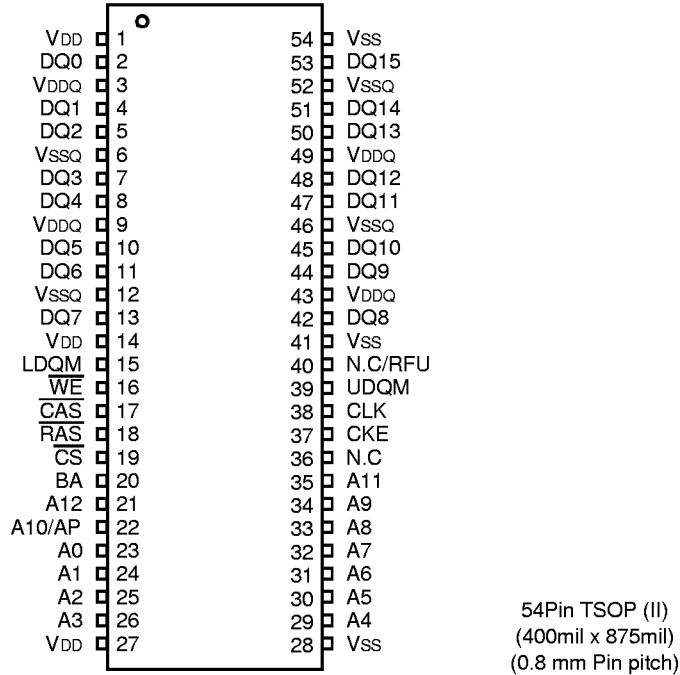 VDD 1 54 VSS
DQ0 2 53 DQ15
VDDQ 3 52 VSSQ
DQ1 4 51 DQ14
DQ2 5 50 DQ13
VSSQ 6 49 VDDQ
DQ3 7 48 DQ12
DQ4 8 47 DQ11
VDDQ 9 46 VSSQ
DQ5 10 45 DQ10
DQ6 11 44 DQ9
VSSQ 12 43 VDDQ
DQ7 13 42 DQ8
VDD 14 41 VSS
LDQM 15 40 N.C/RFU
WE 16 39 UDQM
CAS 17 38 CLK
RAS 18 37 CKE
CS 19 36 N.C
BA 20 35 A11
A12 21 34 A9
A10/AP 22 33 A8
A0 23 32 A7
A1 24 31 A6
A2 25 30 A5
A3 26 29 A4
VDD 27 28 VSS
54Pin TSOP (II)
(400mil x 875mil)
(0.8 mm Pin pitch)